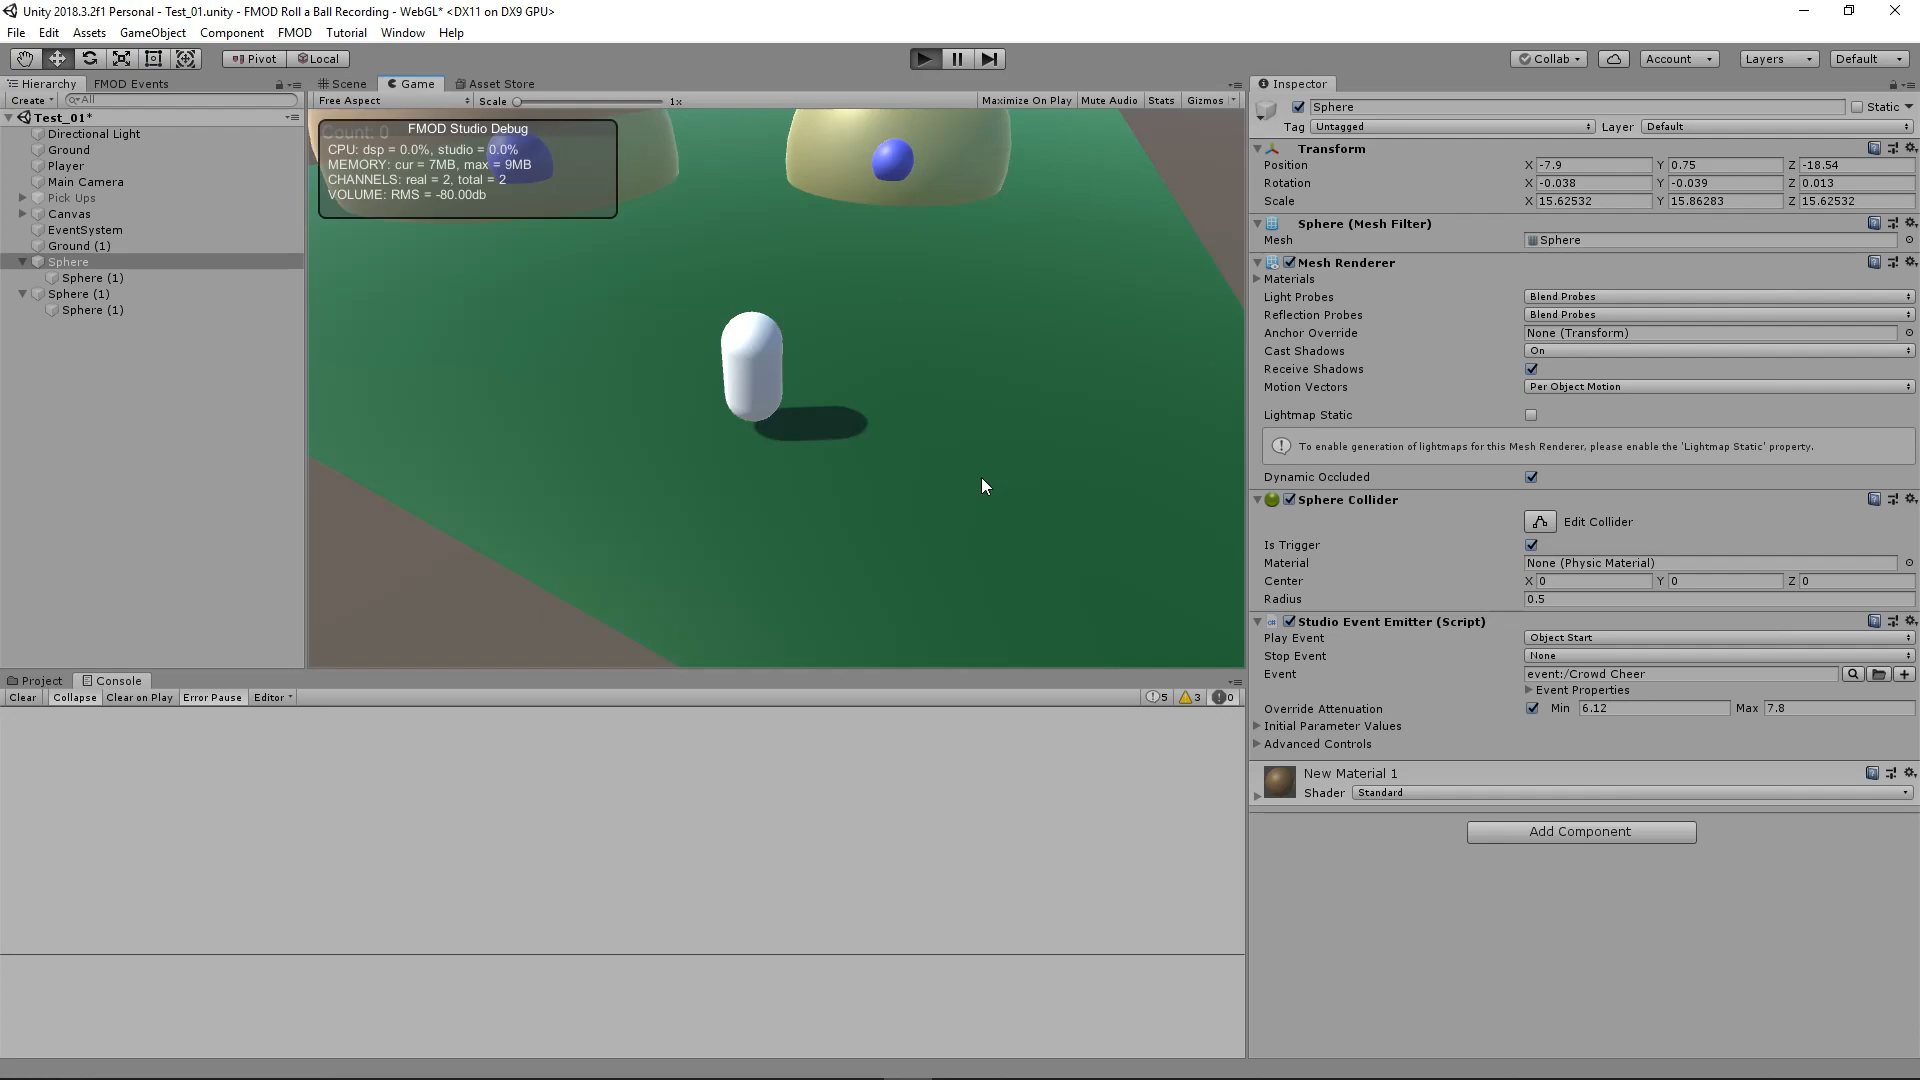 Unity 2018.3.2f1 Personal - Test_01.unity - FMOD Roll a Ball Recording - WebGL* <DX11 on DX9 GPU>
File Edit Assets GameObject Component FMOD Tutorial Window Help
Pivot Local Collab Account Layers Default
Hierarchy FMOD Events
Create All
Test_01*
Directional Light
Ground
Player
Main Camera
Pick Ups
Canvas
EventSystem
Ground (1)
Sphere
Sphere (1)
Sphere (1)
Sphere (1)
Scene Game Asset Store
Free Aspect Scale 1x Maximize On Play Mute Audio Stats Gizmos
Count: 0
FMOD Studio Debug
CPU: dsp = 0.0%, studio = 0.0%
MEMORY: cur = 7MB, max = 9MB
CHANNELS: real = 2, total = 2
VOLUME: RMS = -80.00db
Project Console
Clear Collapse Clear on Play Error Pause Editor 5 3 0
Inspector
Sphere Static
Tag Untagged Layer Default
Transform
Position X -7.9 Y 0.75 Z -18.54
Rotation X -0.038 Y -0.039 Z 0.013
Scale X 15.62532 Y 15.86283 Z 15.62532
Sphere (Mesh Filter)
Mesh Sphere
Mesh Renderer
Materials
Light Probes Blend Probes
Reflection Probes Blend Probes
Anchor Override None (Transform)
Cast Shadows On
Receive Shadows
Motion Vectors Per Object Motion
Lightmap Static
To enable generation of lightmaps for this Mesh Renderer, please enable the 'Lightmap Static' property.
Dynamic Occluded
Sphere Collider
Edit Collider
Is Trigger
Material None (Physic Material)
Center X 0 Y 0 Z 0
Radius 0.5
Studio Event Emitter (Script)
Play Event Object Start
Stop Event None
Event event:/Crowd Cheer
Event Properties
Override Attenuation Min 6.12 Max 7.8
Initial Parameter Values
Advanced Controls
New Material 1
Shader Standard
Add Component